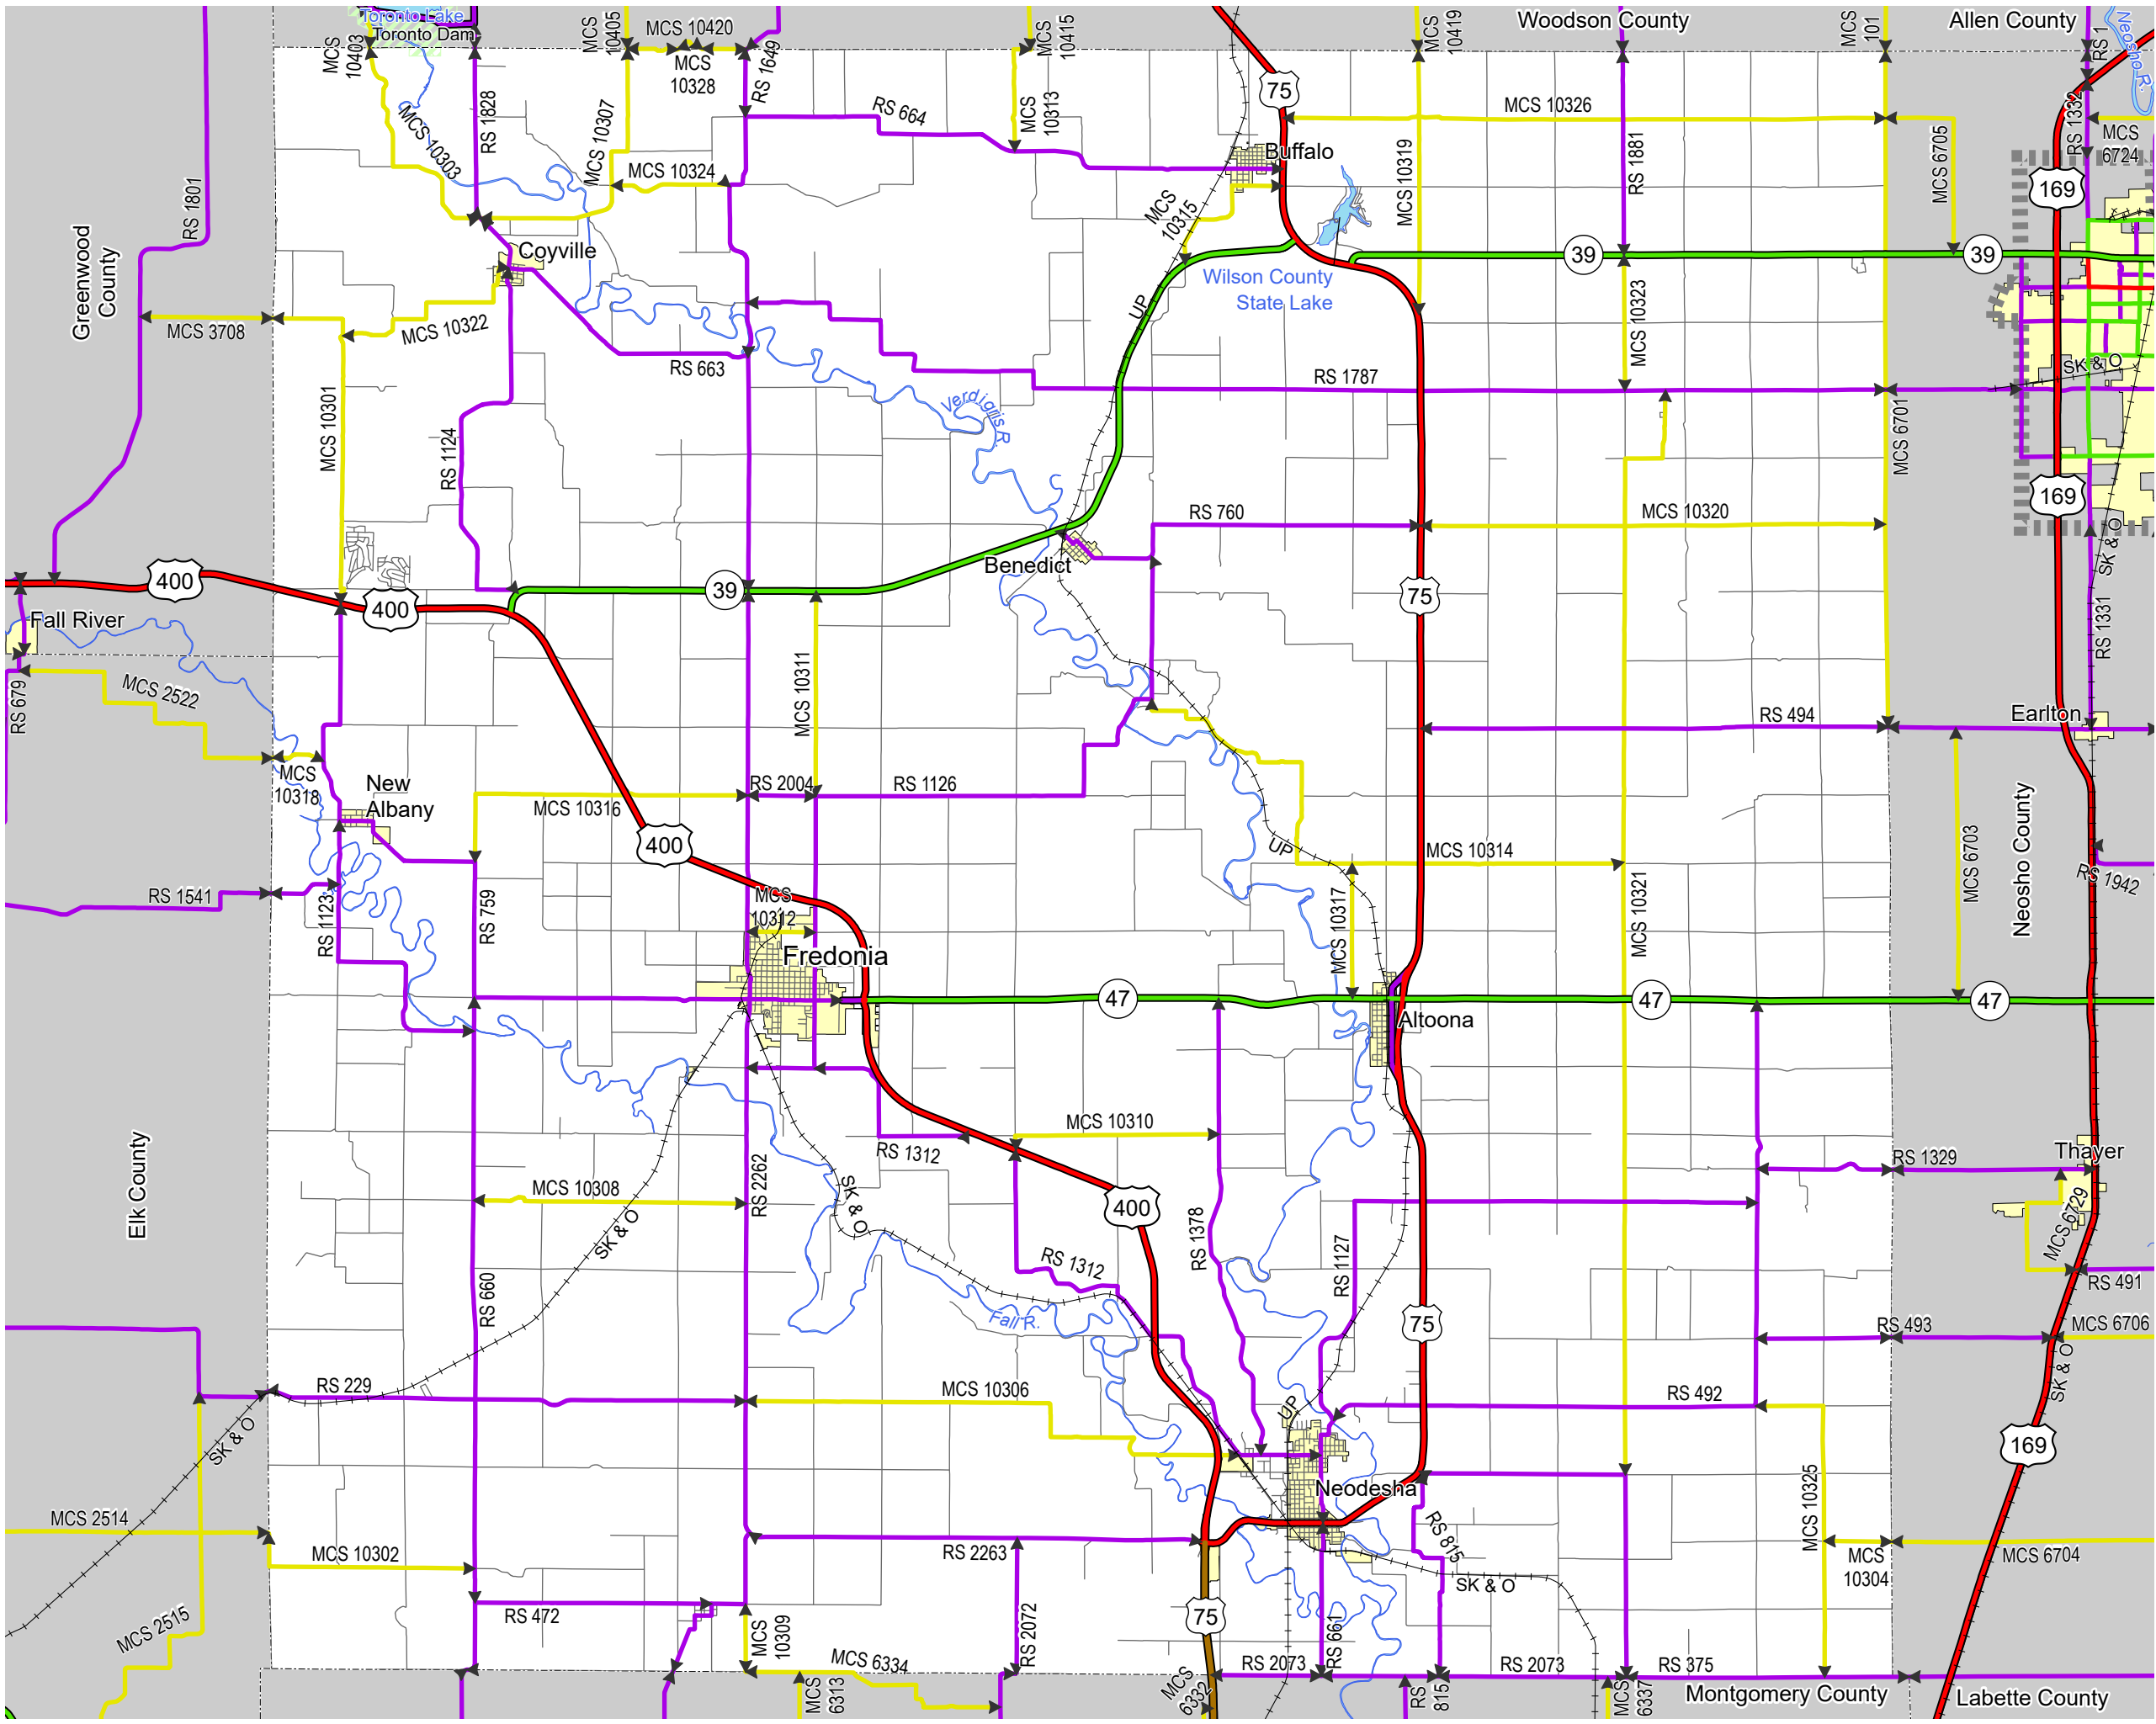 Toronto Lake
Toronto Dam
MCS
10403
MCS
10405
MCS 10420
MCS
10328
RS 1649
MCS
10415
MCS
10419
Woodson County
MCS
101
Allen County
RS 1
Neosho R.
75
RS 1828
MCS 10303
MCS 10307
MCS 10324
RS 664
MCS
10313
Buffalo
MCS 10326
MCS 10319
RS 1881
MCS 6705
RS 1332
MCS
6724
169
RS 1801
Greenwood
County
Coyville
MCS
10315
39
39
Wilson County
State Lake
UP
MCS 3708
MCS 10322
RS 663
MCS 10323
RS 1787
SK & O
MCS 10301
RS 1124
Verdigris R.
MCS 6701
169
RS 760
MCS 10320
SK & O
Benedict
400
400
39
75
Fall River
RS 1331
RS 679
MCS 2522
MCS 10311
RS 494
Earlton
MCS
10318
New
Albany
MCS 10316
RS 2004
RS 1126
400
UP
MCS 10314
Neosho County
MCS 6703
RS 1942
RS 1541
RS 1123
RS 759
MCS
10312
Fredonia
MCS 10317
MCS 10321
47
47
47
Altoona
Elk County
MCS 10310
RS 1312
RS 1329
Thayer
MCS 10308
RS 2262
SK & O
SK & O
400
RS 1378
RS 1127
MCS 6729
RS 491
RS 660
RS 1312
Fall R.
75
RS 493
MCS 6706
SK & O
RS 229
MCS 10306
RS 492
UP
SK & O
169
Neodesha
MCS 10325
MCS 2514
MCS 10302
RS 2263
RS 815
SK & O
MCS
10304
MCS 6704
RS 472
MCS
10309
RS 2072
75
RS 661
MCS 2515
MCS 6334
MCS
6313
MCS
6332
RS 2073
RS
815
RS 2073
MCS
6337
RS 375
Montgomery County
Labette County